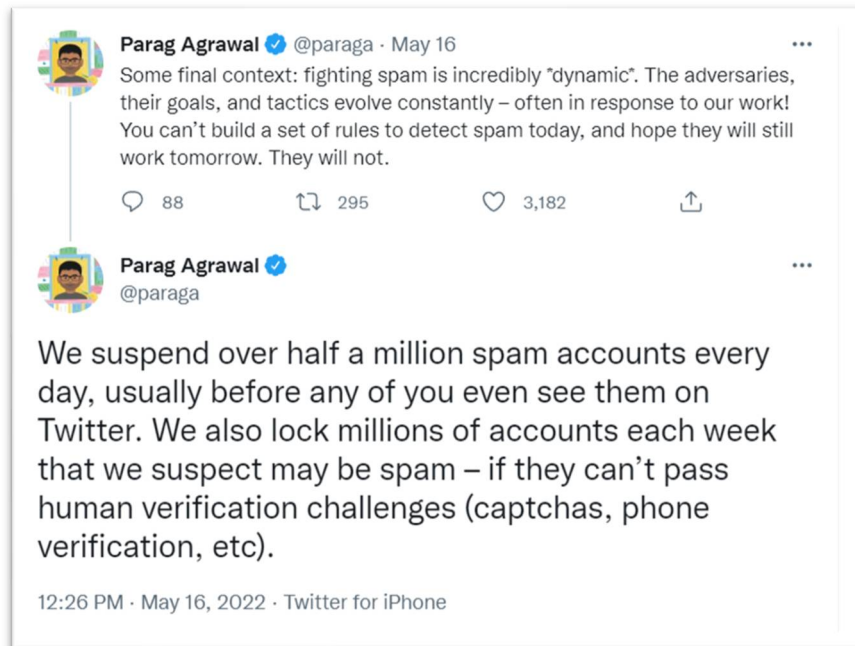 Parag Agrawal @paraga · May 16
Some final context: fighting spam is incredibly "dynamic". The adversaries,
their goals, and tactics evolve constantly – often in response to our work!
You can't build a set of rules to detect spam today, and hope they will still
work tomorrow. They will not.
88 295 3,182
Parag Agrawal
@paraga
We suspend over half a million spam accounts every
day, usually before any of you even see them on
Twitter. We also lock millions of accounts each week
that we suspect may be spam – if they can't pass
human verification challenges (captchas, phone
verification, etc).
12:26 PM · May 16, 2022 · Twitter for iPhone